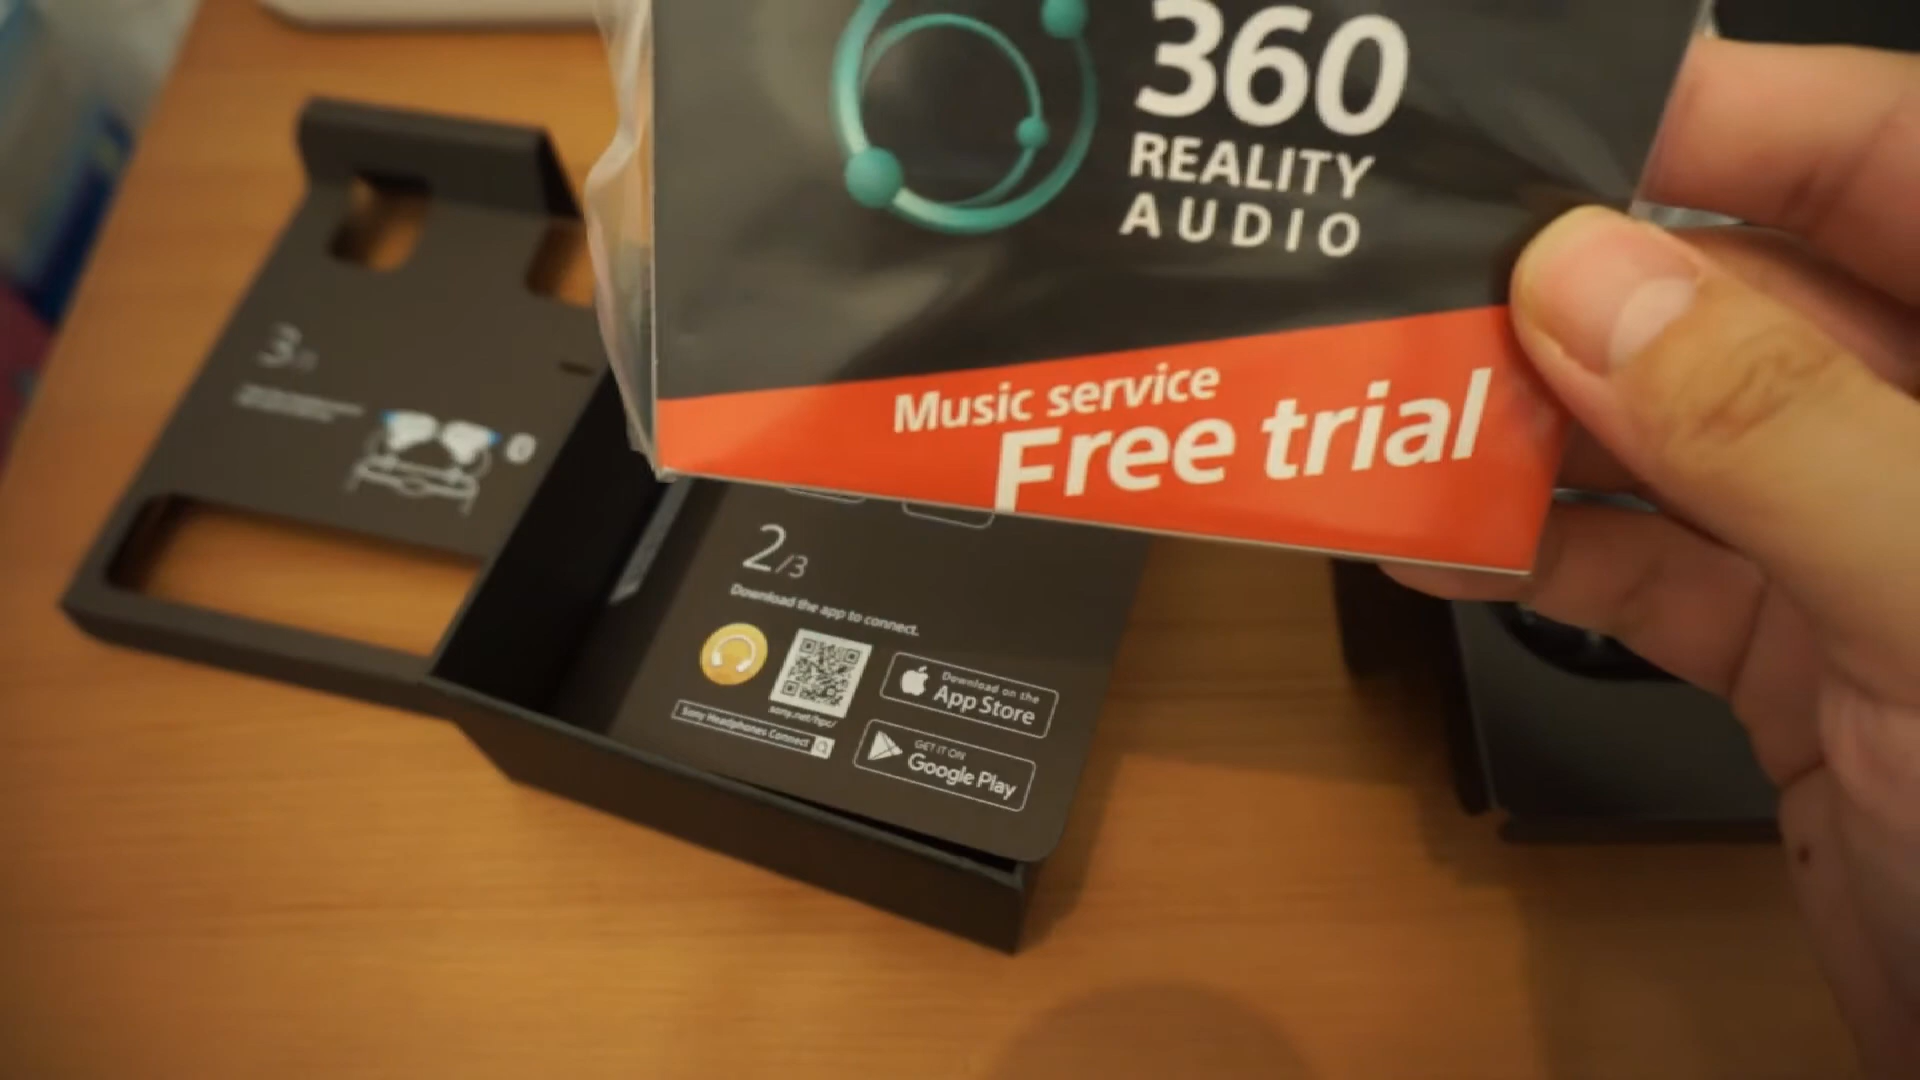 360
REALITY
AUDIO
Music service
Free trial
3/3
2/3
Download the app to connect.
sony.net/hpc/
Sony Headphones Connect
Download on the
App Store
GET IT ON
Google Play